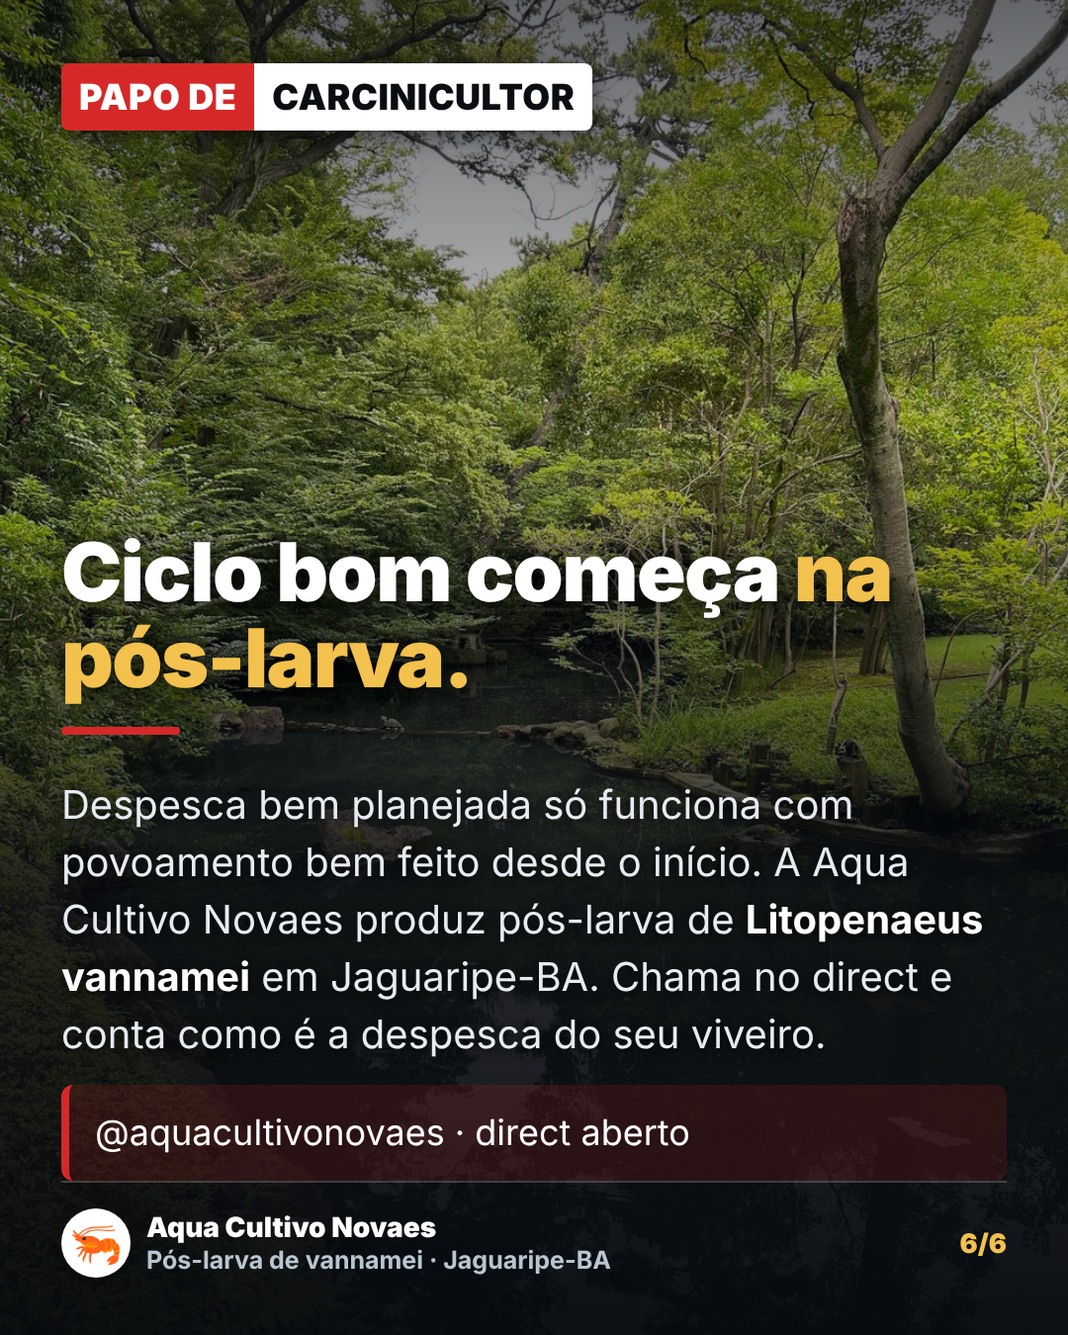 PAPO DE CARCINICULTOR
Ciclo bom começa na
pós-larva.
Despesca bem planejada só funciona com
povoamento bem feito desde o início. A Aqua
Cultivo Novaes produz pós-larva de Litopenaeus
vannamei em Jaguaripe-BA. Chama no direct e
conta como é a despesca do seu viveiro.
@aquacultivonovaes · direct aberto
Aqua Cultivo Novaes
Pós-larva de vannamei · Jaguaripe-BA
6/6